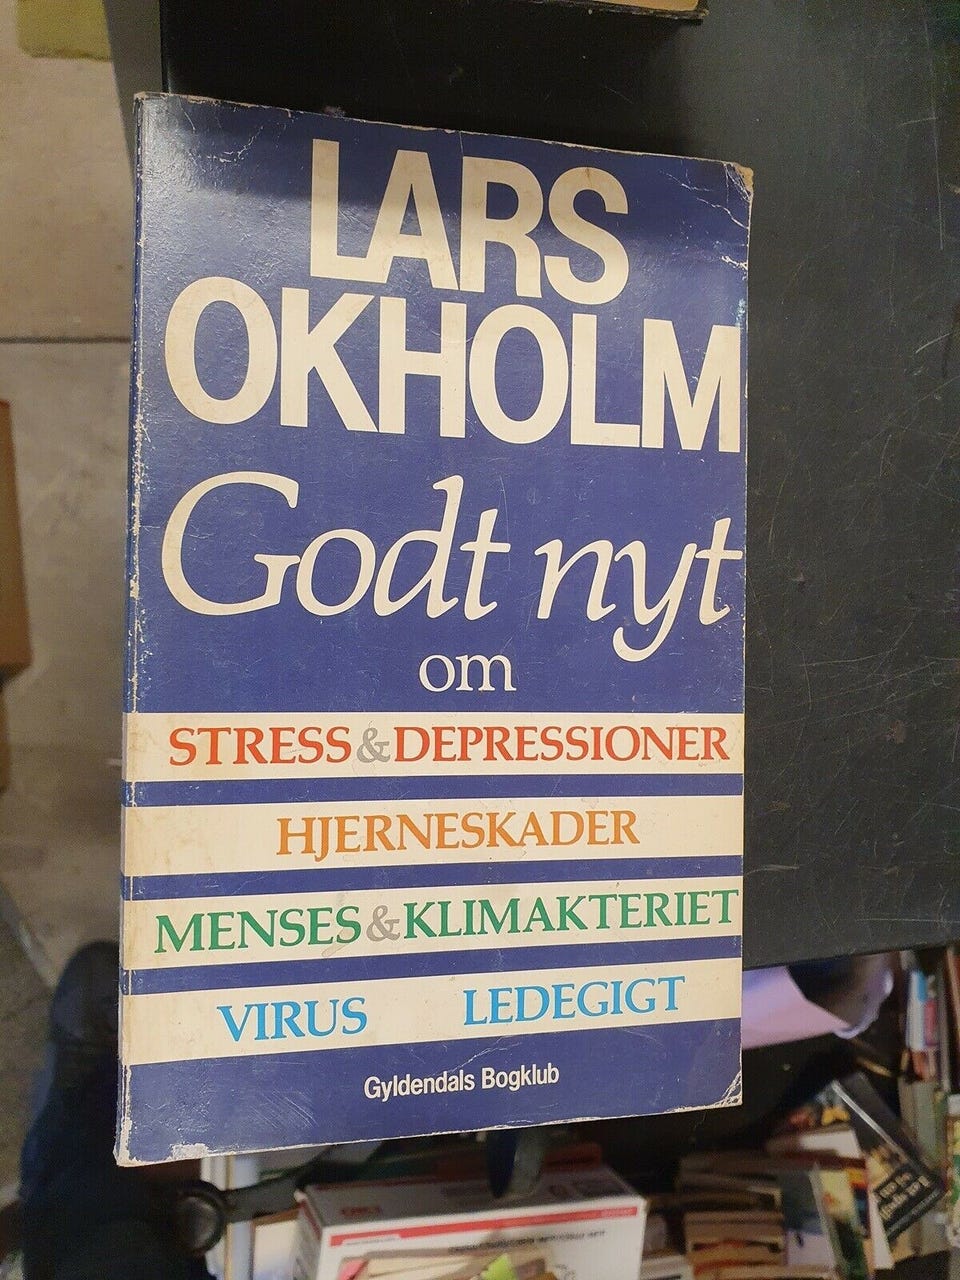 LARS
OKHOLM
Godt nyt
om
STRESS & DEPRESSIONER
HJERNESKADER
MENSES & KLIMAKTERIET
VIRUS LEDEGIGT
Gyldendals Bogklub